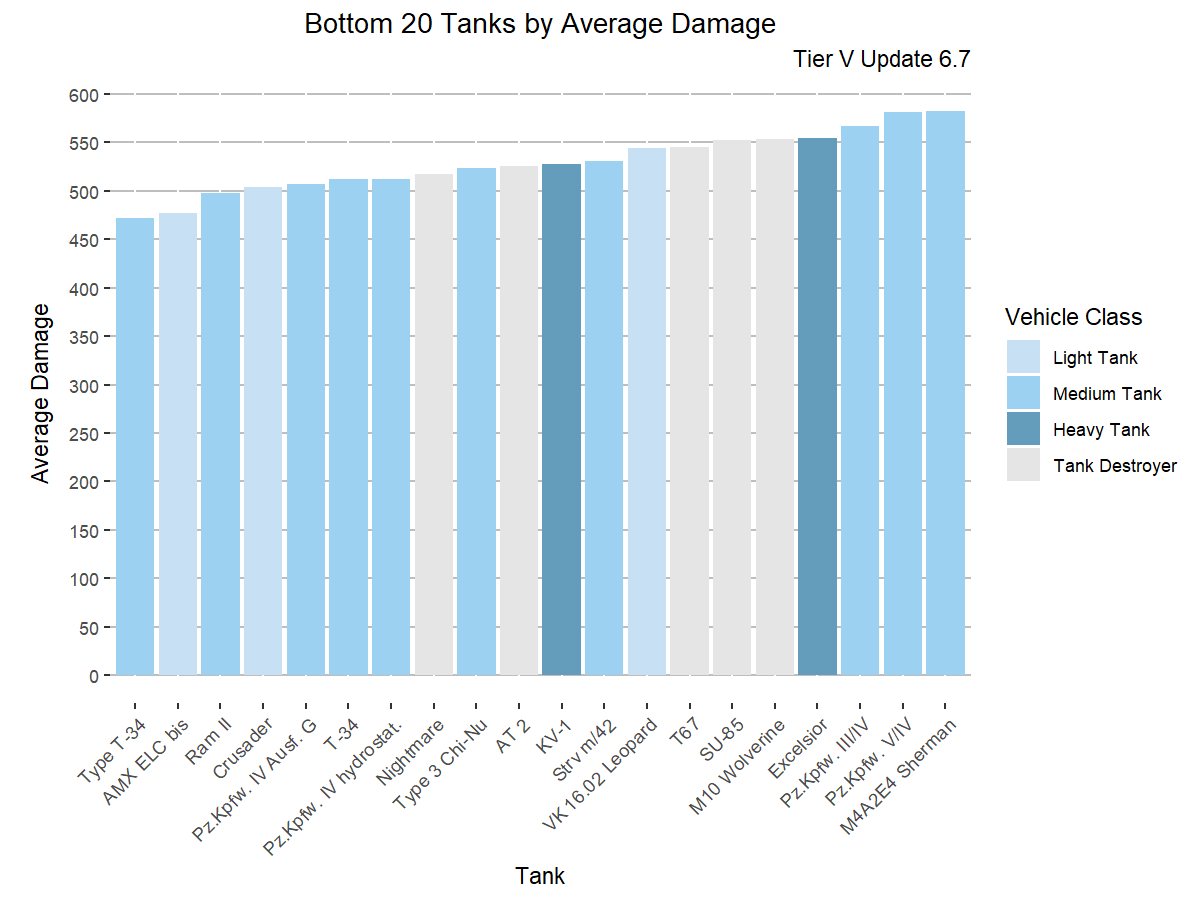 Bottom 20 Tanks by Average Damage
Tier V Update 6.7
Average Damage
600
550
500
450
400
350
300
250
200
150
100
50
0
Type T-34
AMX ELC bis
Ram II
Crusader
Pz.Kpfw. IV Ausf. G
T-34
Pz.Kpfw. IV hydrostat.
Nightmare
Type 3 Chi-Nu
AT 2
KV-1
Strv m/42
VK 16.02 Leopard
T67
SU-85
M10 Wolverine
Excelsior
Pz.Kpfw. III/IV
Pz.Kpfw. V/IV
M4A2E4 Sherman
Tank
Vehicle Class
Light Tank
Medium Tank
Heavy Tank
Tank Destroyer